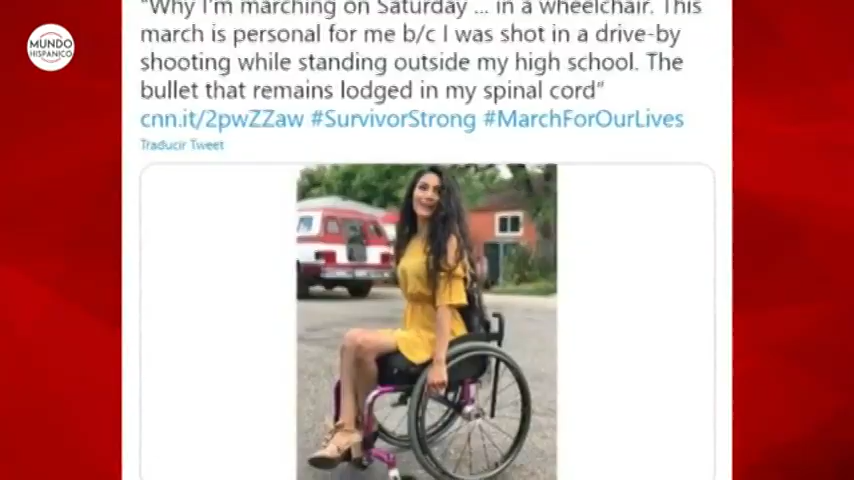 "Why I'm marching on Saturday ... in a wheelchair. This
march is personal for me b/c I was shot in a drive-by
shooting while standing outside my high school. The
bullet that remains lodged in my spinal cord"
cnn.it/2pwZZaw #SurvivorStrong #MarchForOurLives
Traducir Tweet
MUNDO
HISPANICO